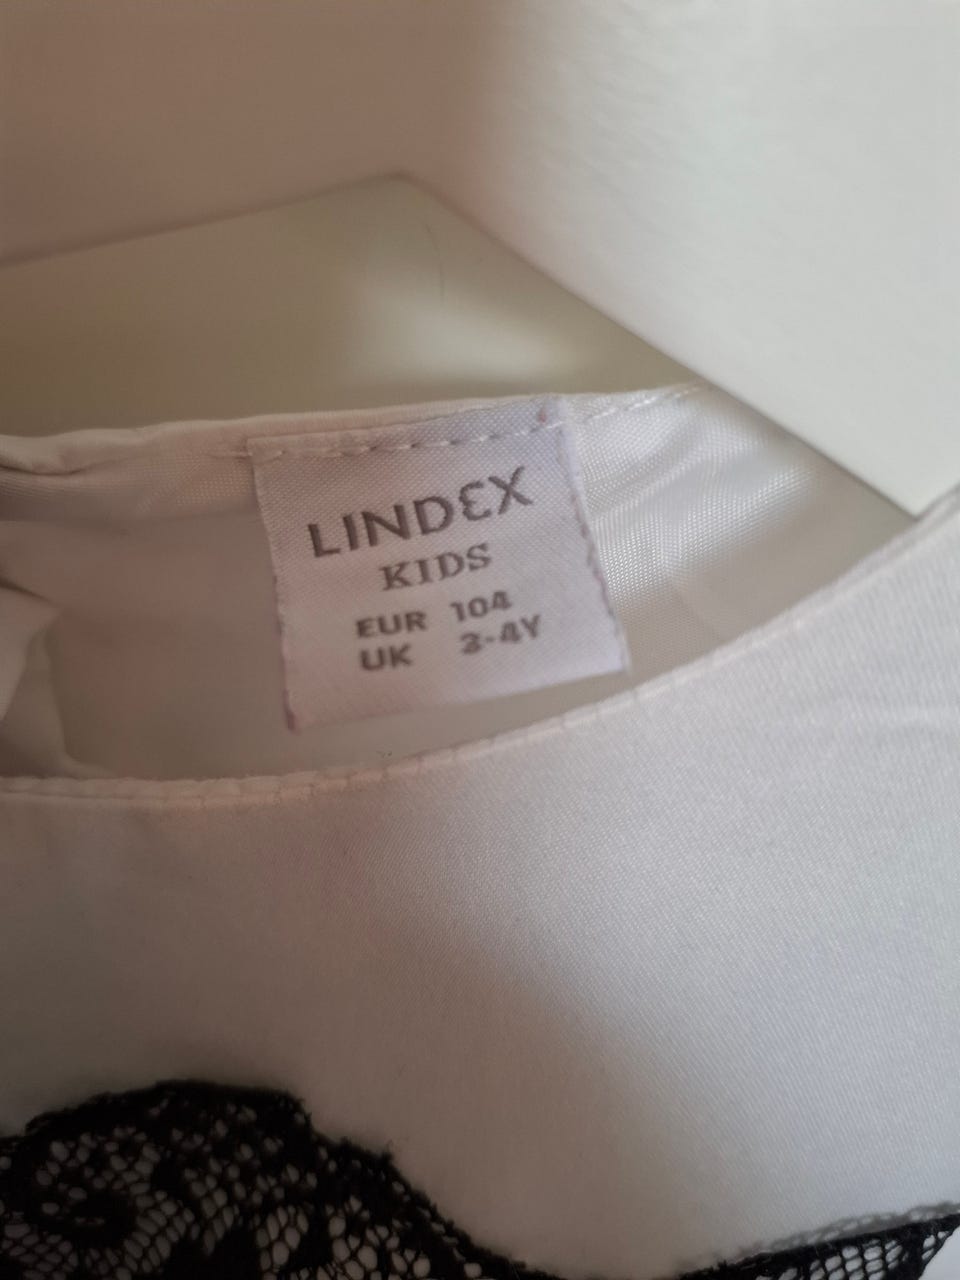 LINDEX
KIDS
EUR 104
UK 3-4Y